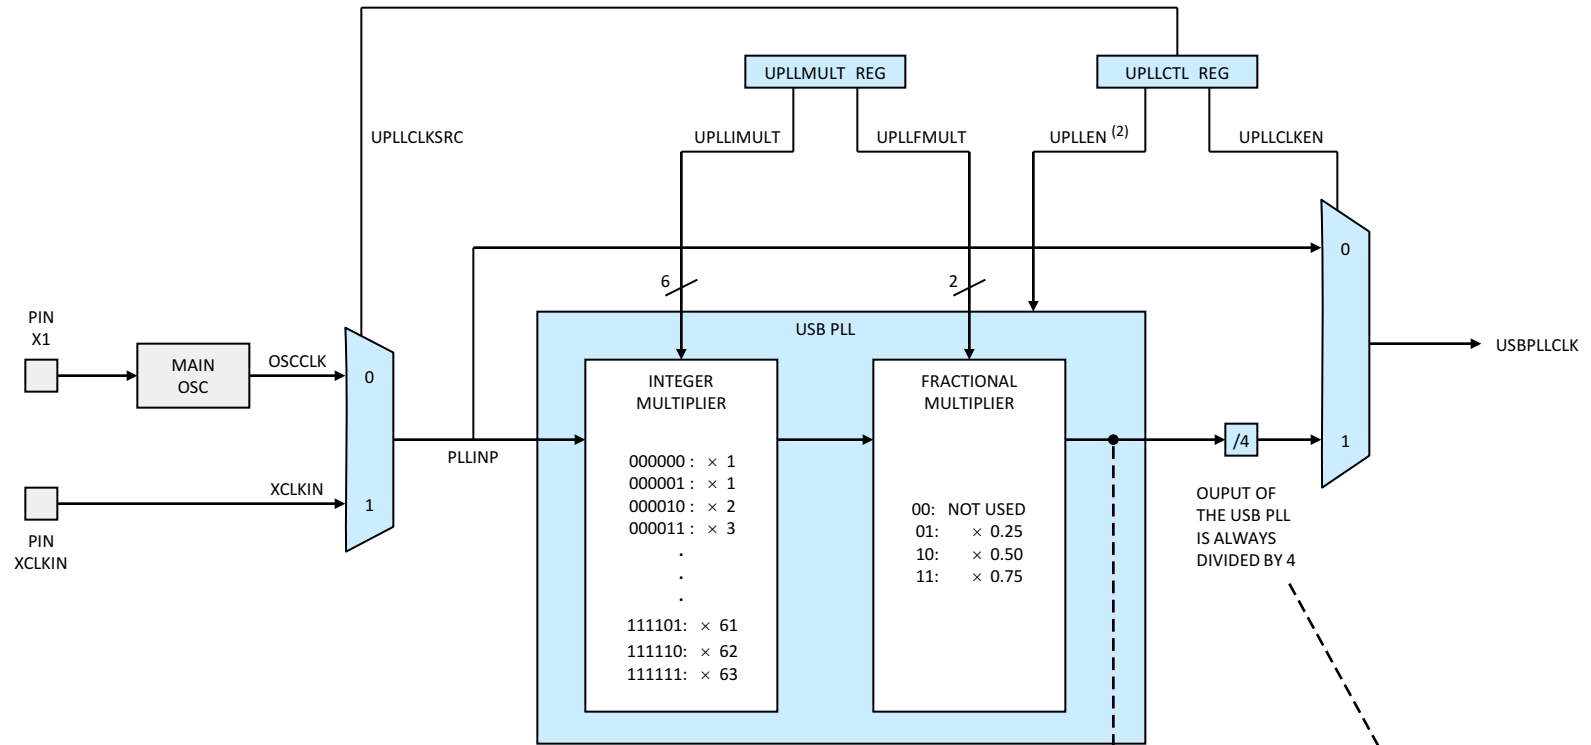 UPLLMULT REG
UPLLCTL REG
UPLLCLKSRC
UPLLIMULT
UPLLFMULT
UPLLEN (2)
UPLLCLKEN
0
6
2
PIN
X1
USB PLL
MAIN
OSC
OSCCLK
0
INTEGER
MULTIPLIER
FRACTIONAL
MULTIPLIER
USBPLLCLK
PLLINP
/4
1
XCLKIN
1
PIN
XCLKIN
000000 : × 1
000001 : × 1
000010 : × 2
000011 : × 3
.
.
.
111101: × 61
111110: × 62
111111: × 63
00: NOT USED
01: × 0.25
10: × 0.50
11: × 0.75
OUPUT OF
THE USB PLL
IS ALWAYS
DIVIDED BY 4